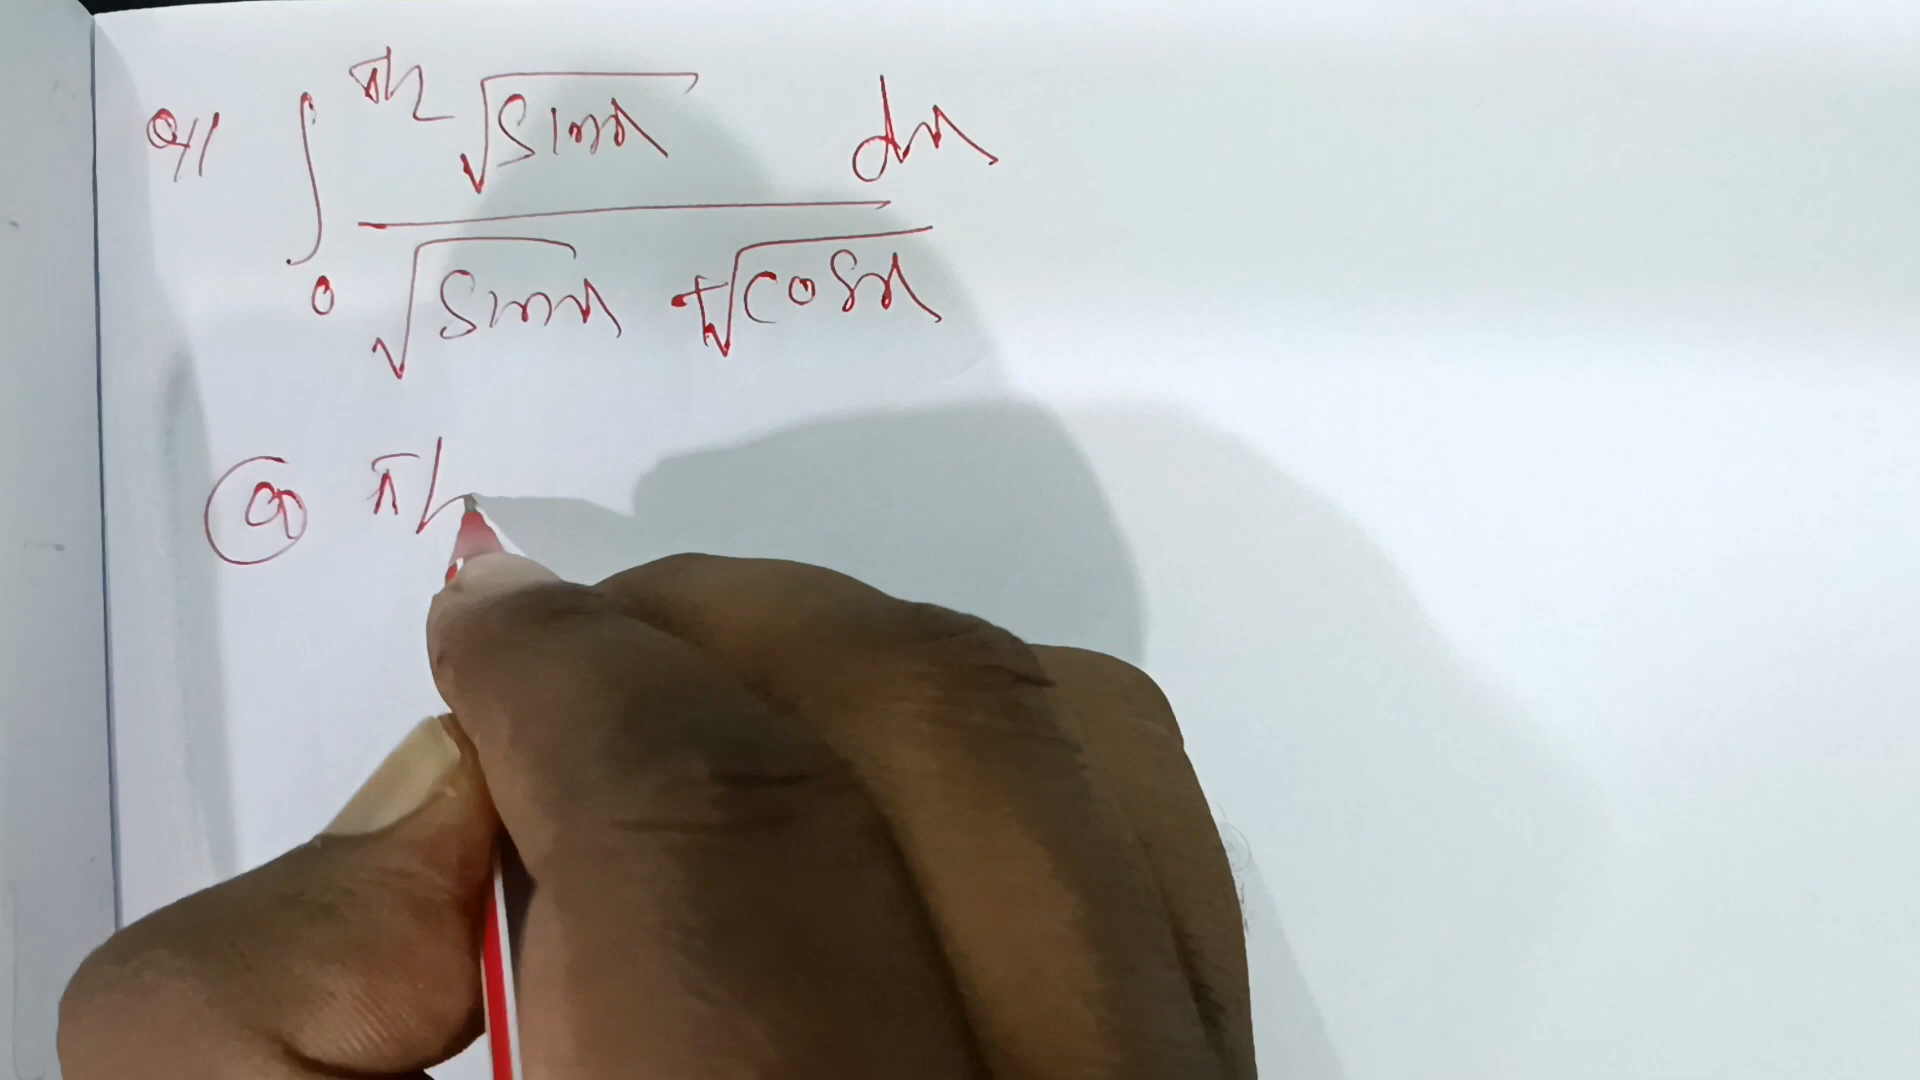 Q1 ∫ π/2 √sinx dx
0 √sinx + √cosx
a π/